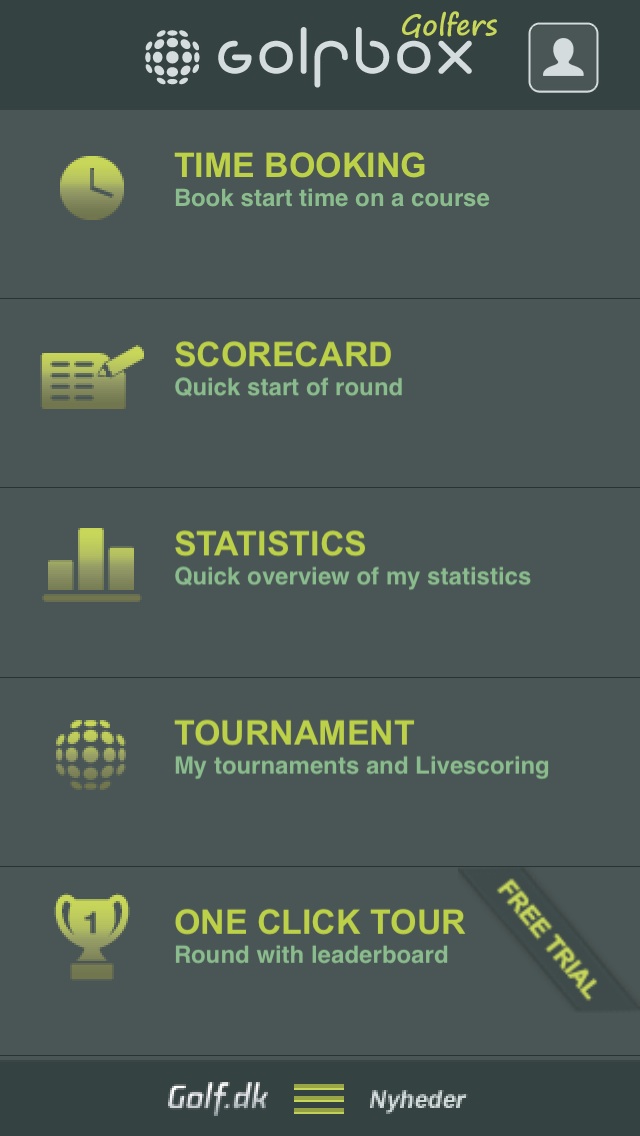 Golfers
GOLFBOX
TIME BOOKING
Book start time on a course
SCORECARD
Quick start of round
STATISTICS
Quick overview of my statistics
TOURNAMENT
My tournaments and Livescoring
1
ONE CLICK TOUR
Round with leaderboard
FREE TRIAL
Golf.dk
Nyheder